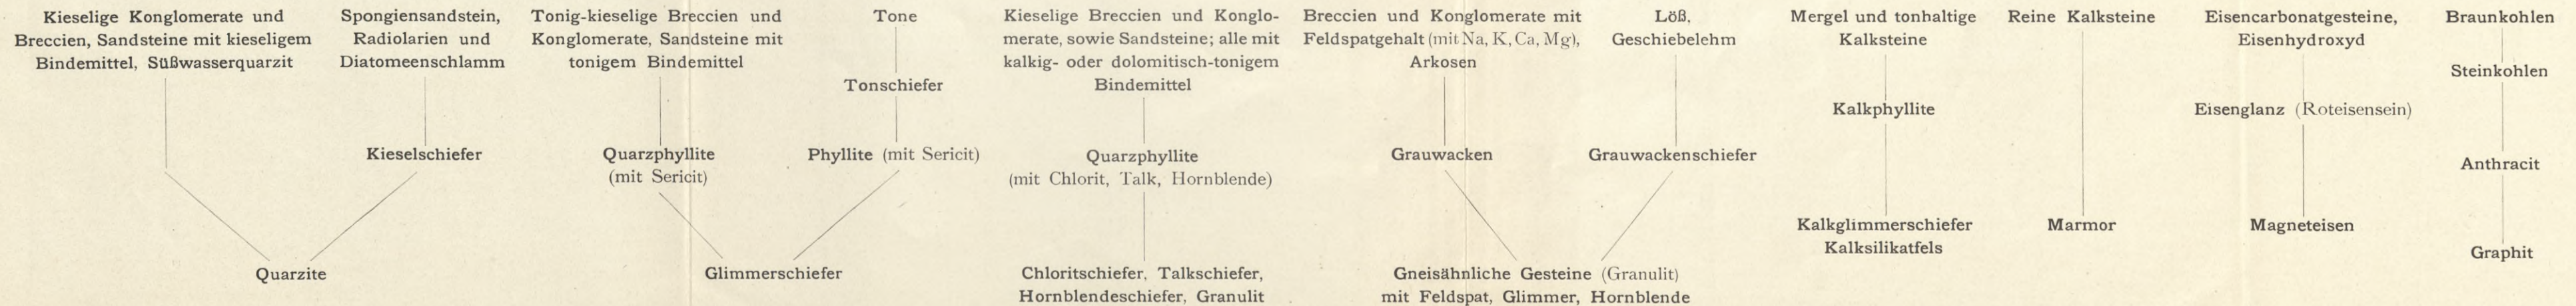 Kieselige Konglomerate und
Breccien, Sandsteine mit kieseligem
Bindemittel, Süßwasserquarzit
Spongiensandstein,
Radiolarien und
Diatomeenschlamm
Kieselschiefer
Quarzite
Tonig-kieselige Breccien und
Konglomerate, Sandsteine mit
tonigem Bindemittel
Quarzphyllite
(mit Sericit)
Tone
Tonschiefer
Phyllite (mit Sericit)
Glimmerschiefer
Kieselige Breccien und Konglo-
merate, sowie Sandsteine; alle mit
kalkig- oder dolomitisch-tonigem
Bindemittel
Quarzphyllite
(mit Chlorit, Talk, Hornblende)
Chloritschiefer, Talkschiefer,
Hornblendeschiefer, Granulit
Breccien und Konglomerate mit
Feldspatgehalt (mit Na, K, Ca, Mg),
Arkosen
Grauwacken
Löß,
Geschiebelehm
Grauwackenschiefer
Gneisähnliche Gesteine (Granulit)
mit Feldspat, Glimmer, Hornblende
Mergel und tonhaltige
Kalksteine
Kalkphyllite
Kalkglimmerschiefer
Kalksilikatfels
Reine Kalksteine
Marmor
Eisencarbonatgesteine,
Eisenhydroxyd
Eisenglanz (Roteisensein)
Magneteisen
Braunkohlen
Steinkohlen
Anthracit
Graphit